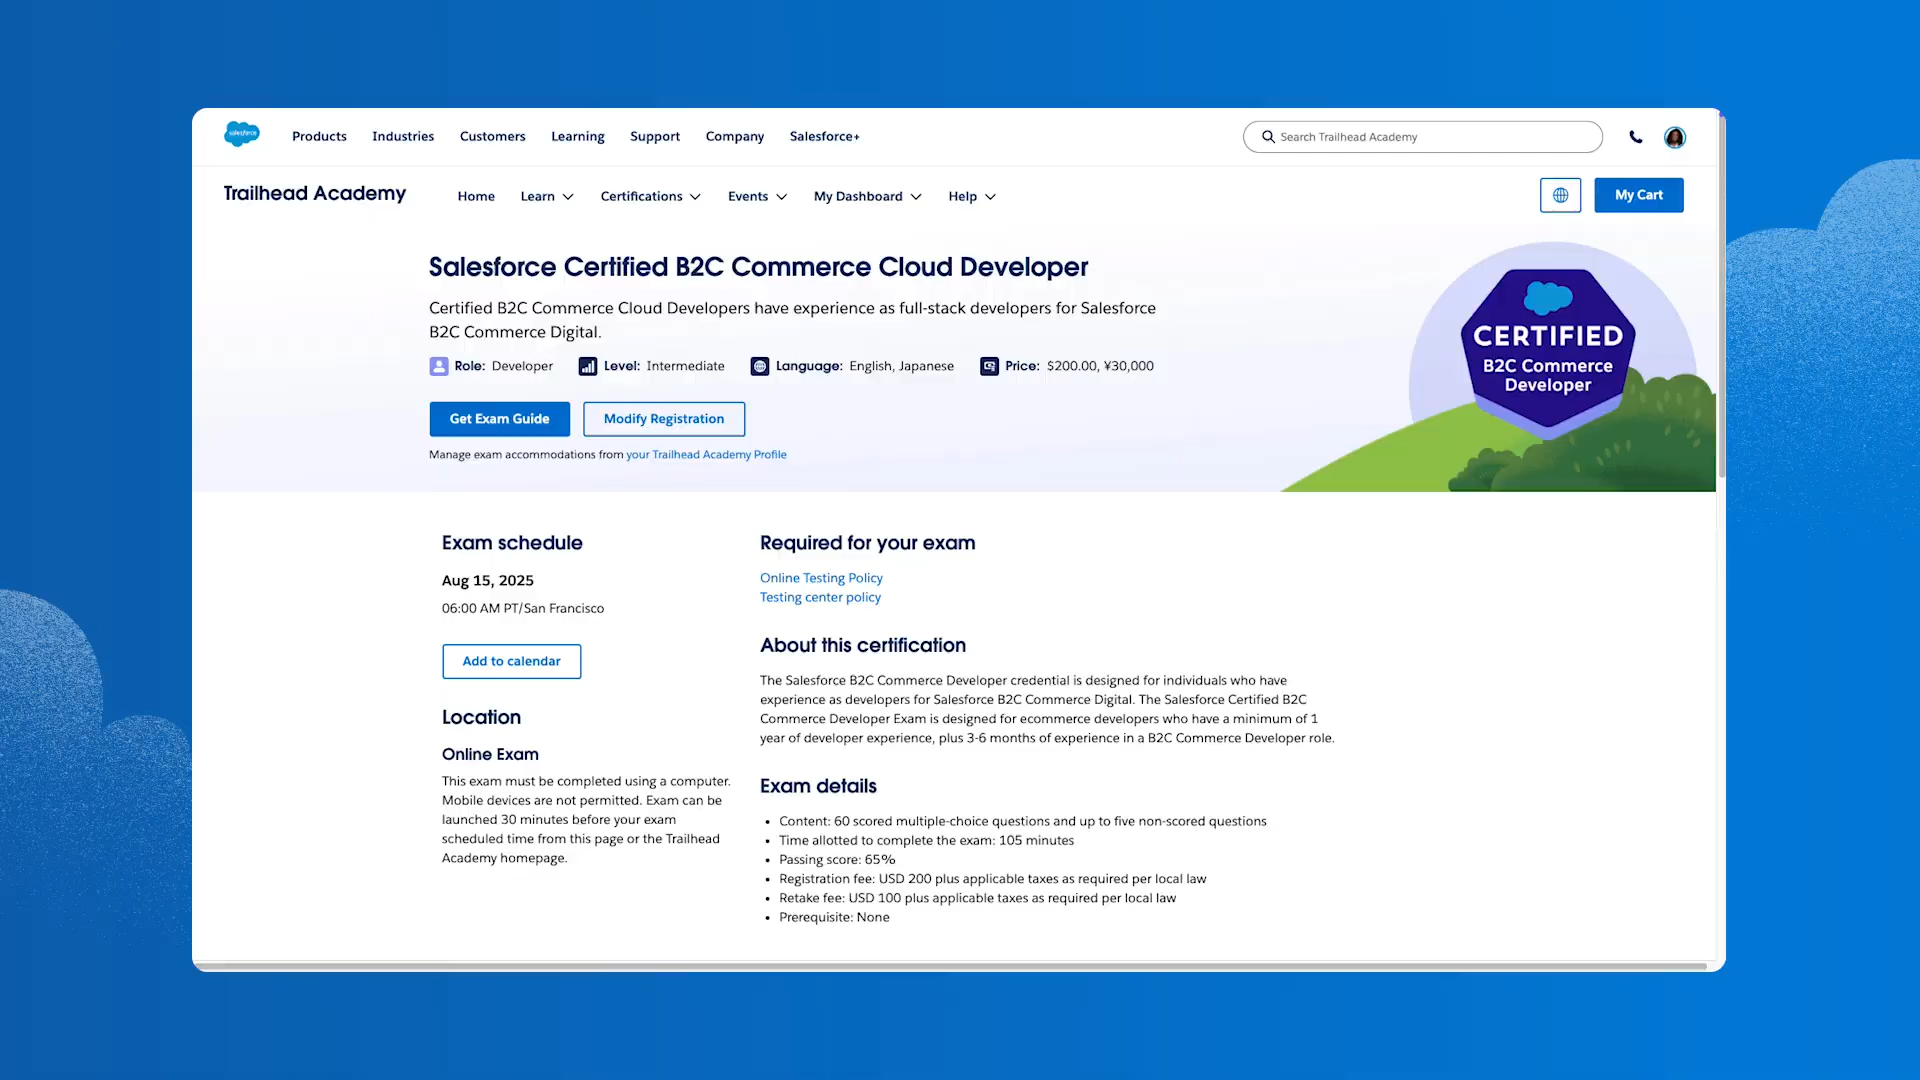 salesforce
Products Industries Customers Learning Support Company Salesforce+
Search Trailhead Academy
Trailhead Academy
Home Learn Certifications Events My Dashboard Help
My Cart
Salesforce Certified B2C Commerce Cloud Developer
Certified B2C Commerce Cloud Developers have experience as full-stack developers for Salesforce
B2C Commerce Digital.
Role: Developer Level: Intermediate Language: English, Japanese Price: $200.00, ¥30,000
Get Exam Guide Modify Registration
Manage exam accommodations from your Trailhead Academy Profile
CERTIFIED
B2C Commerce
Developer
Exam schedule
Aug 15, 2025
06:00 AM PT/San Francisco
Add to calendar
Location
Online Exam
This exam must be completed using a computer.
Mobile devices are not permitted. Exam can be
launched 30 minutes before your exam
scheduled time from this page or the Trailhead
Academy homepage.
Required for your exam
Online Testing Policy
Testing center policy
About this certification
The Salesforce B2C Commerce Developer credential is designed for individuals who have
experience as developers for Salesforce B2C Commerce Digital. The Salesforce Certified B2C
Commerce Developer Exam is designed for ecommerce developers who have a minimum of 1
year of developer experience, plus 3-6 months of experience in a B2C Commerce Developer role.
Exam details
• Content: 60 scored multiple-choice questions and up to five non-scored questions
• Time allotted to complete the exam: 105 minutes
• Passing score: 65%
• Registration fee: USD 200 plus applicable taxes as required per local law
• Retake fee: USD 100 plus applicable taxes as required per local law
• Prerequisite: None